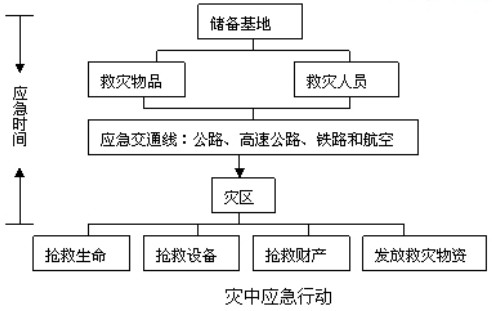 储备基地
救灾物品
救灾人员
应急时间
应急交通线：公路、高速公路、铁路和航空
灾区
抢救生命
抢救设备
抢救财产
发放救灾物资
灾中应急行动